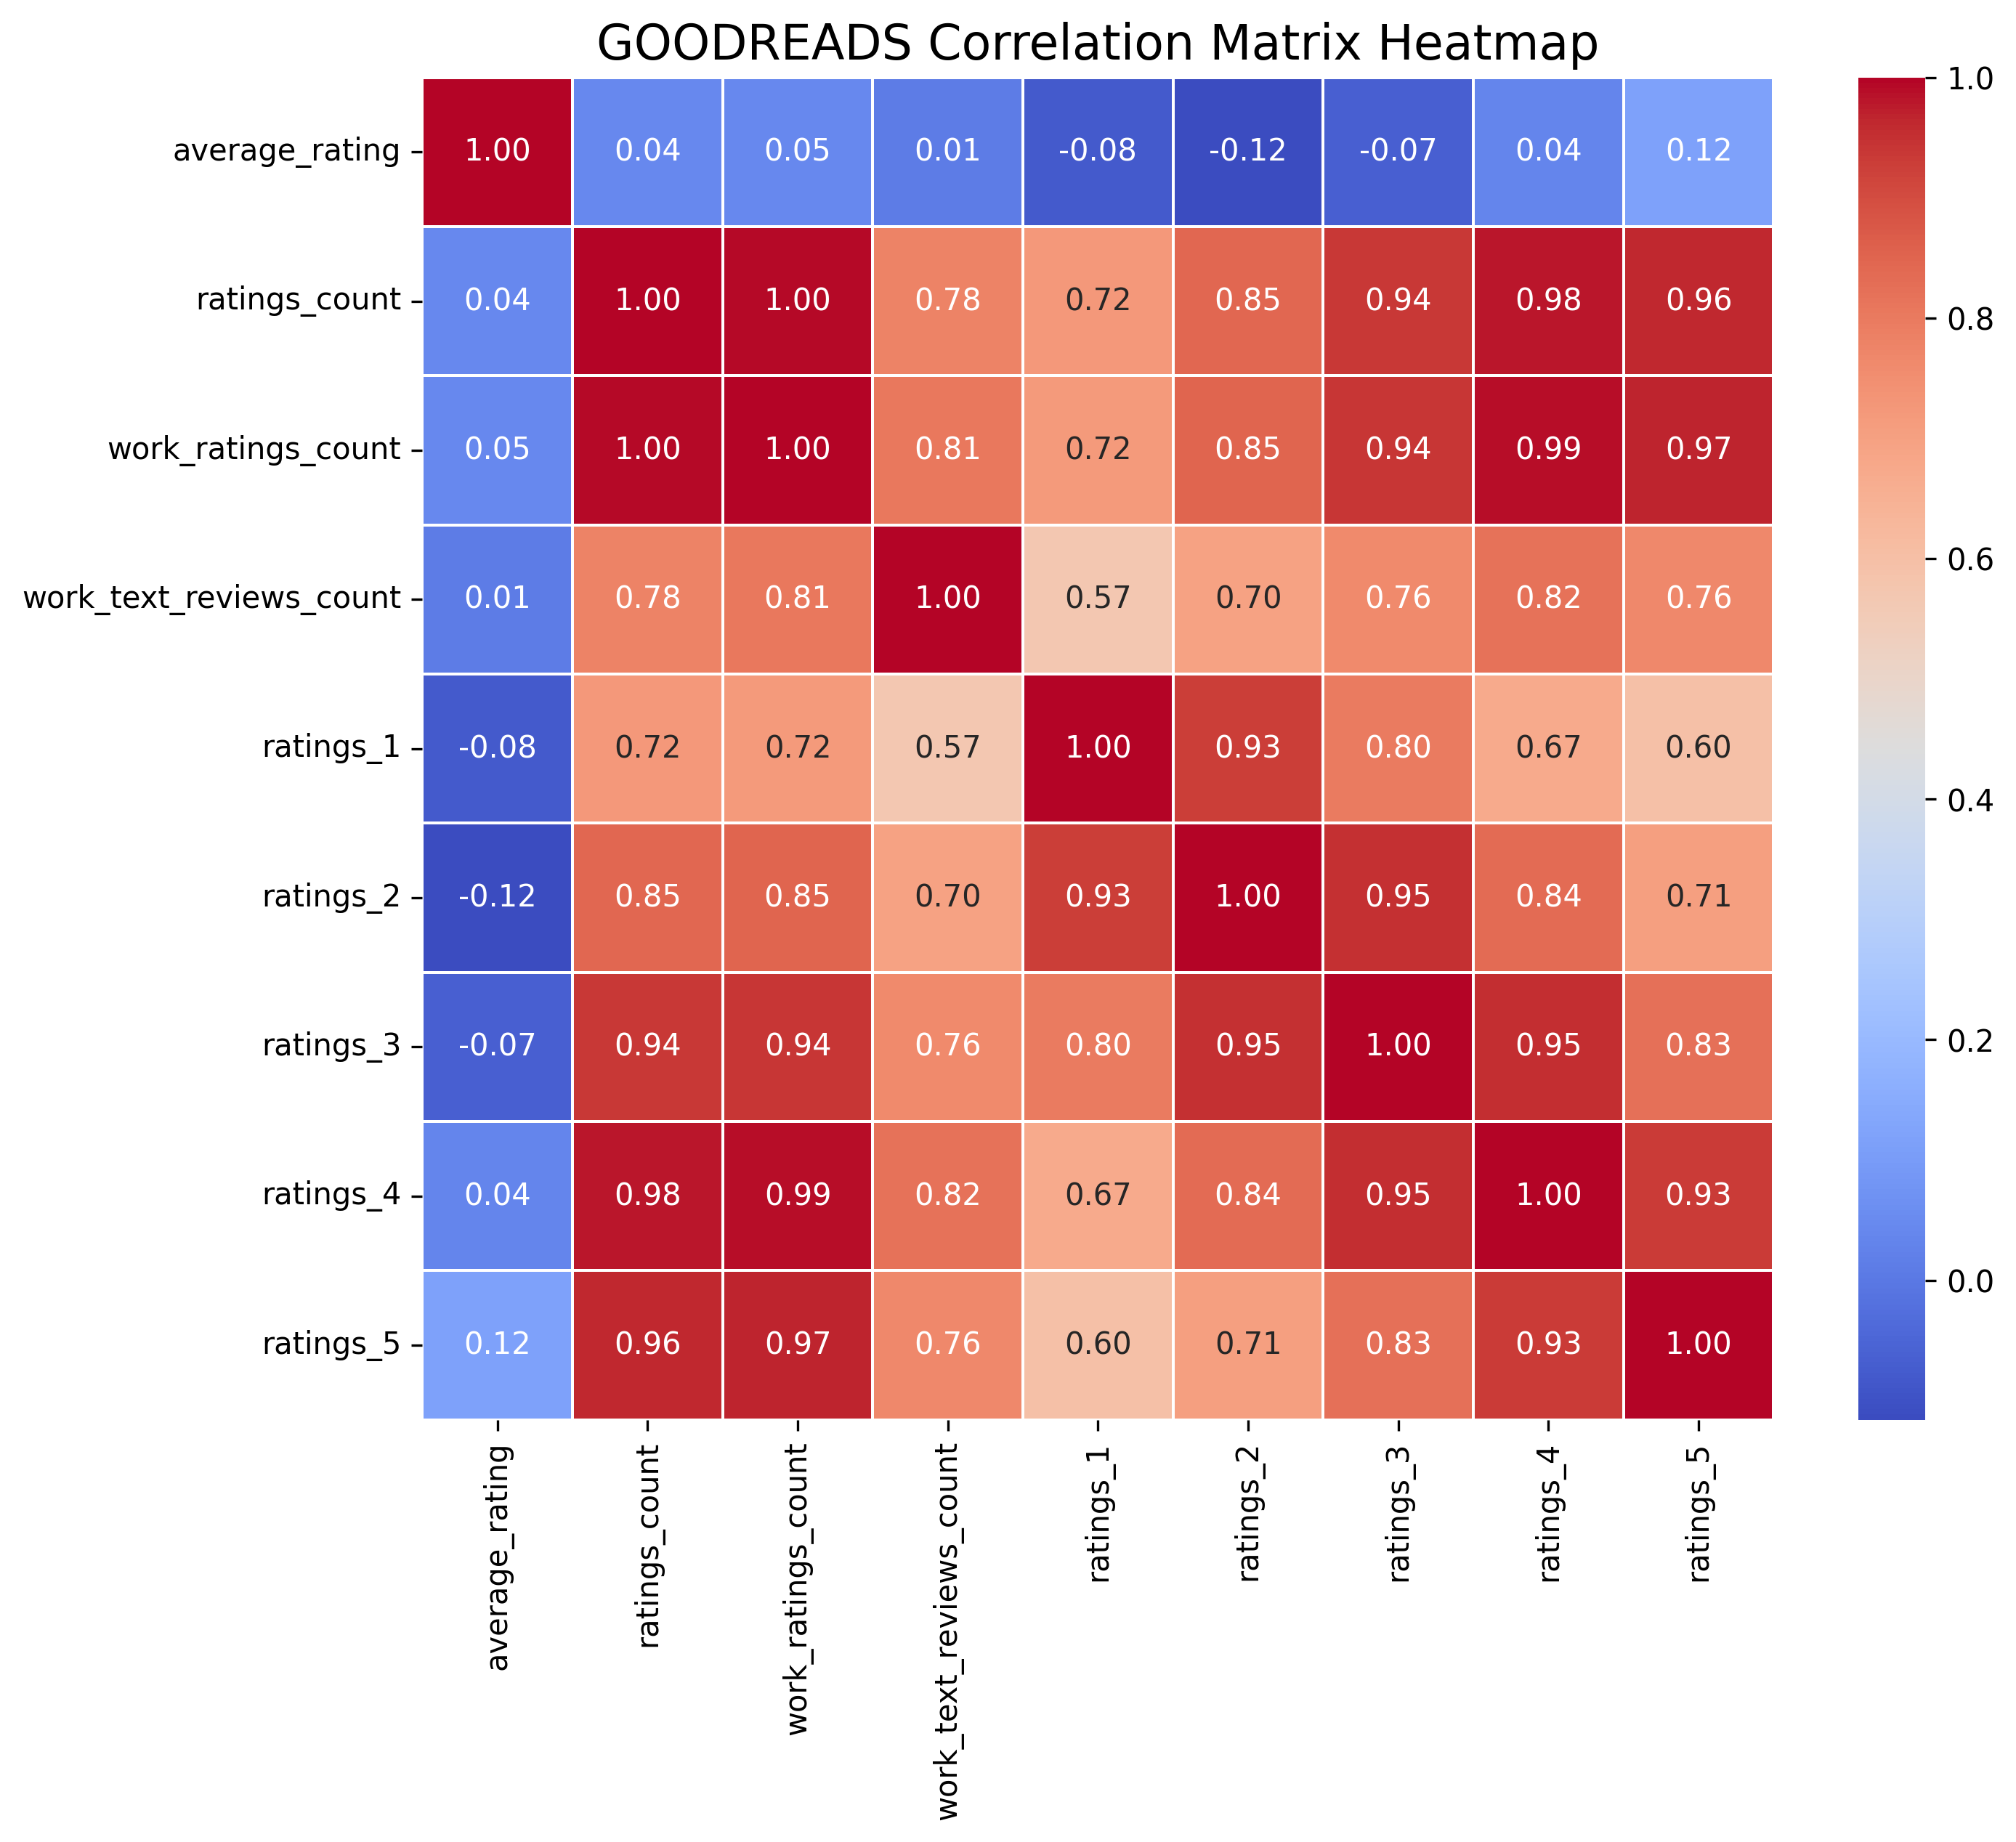 GOODREADS Correlation Matrix Heatmap
average_rating 1.00 0.04 0.05 0.01 -0.08 -0.12 -0.07 0.04 0.12
ratings_count 0.04 1.00 1.00 0.78 0.72 0.85 0.94 0.98 0.96
work_ratings_count 0.05 1.00 1.00 0.81 0.72 0.85 0.94 0.99 0.97
work_text_reviews_count 0.01 0.78 0.81 1.00 0.57 0.70 0.76 0.82 0.76
ratings_1 -0.08 0.72 0.72 0.57 1.00 0.93 0.80 0.67 0.60
ratings_2 -0.12 0.85 0.85 0.70 0.93 1.00 0.95 0.84 0.71
ratings_3 -0.07 0.94 0.94 0.76 0.80 0.95 1.00 0.95 0.83
ratings_4 0.04 0.98 0.99 0.82 0.67 0.84 0.95 1.00 0.93
ratings_5 0.12 0.96 0.97 0.76 0.60 0.71 0.83 0.93 1.00
average_rating
ratings_count
work_ratings_count
work_text_reviews_count
ratings_1
ratings_2
ratings_3
ratings_4
ratings_5
1.0
0.8
0.6
0.4
0.2
0.0